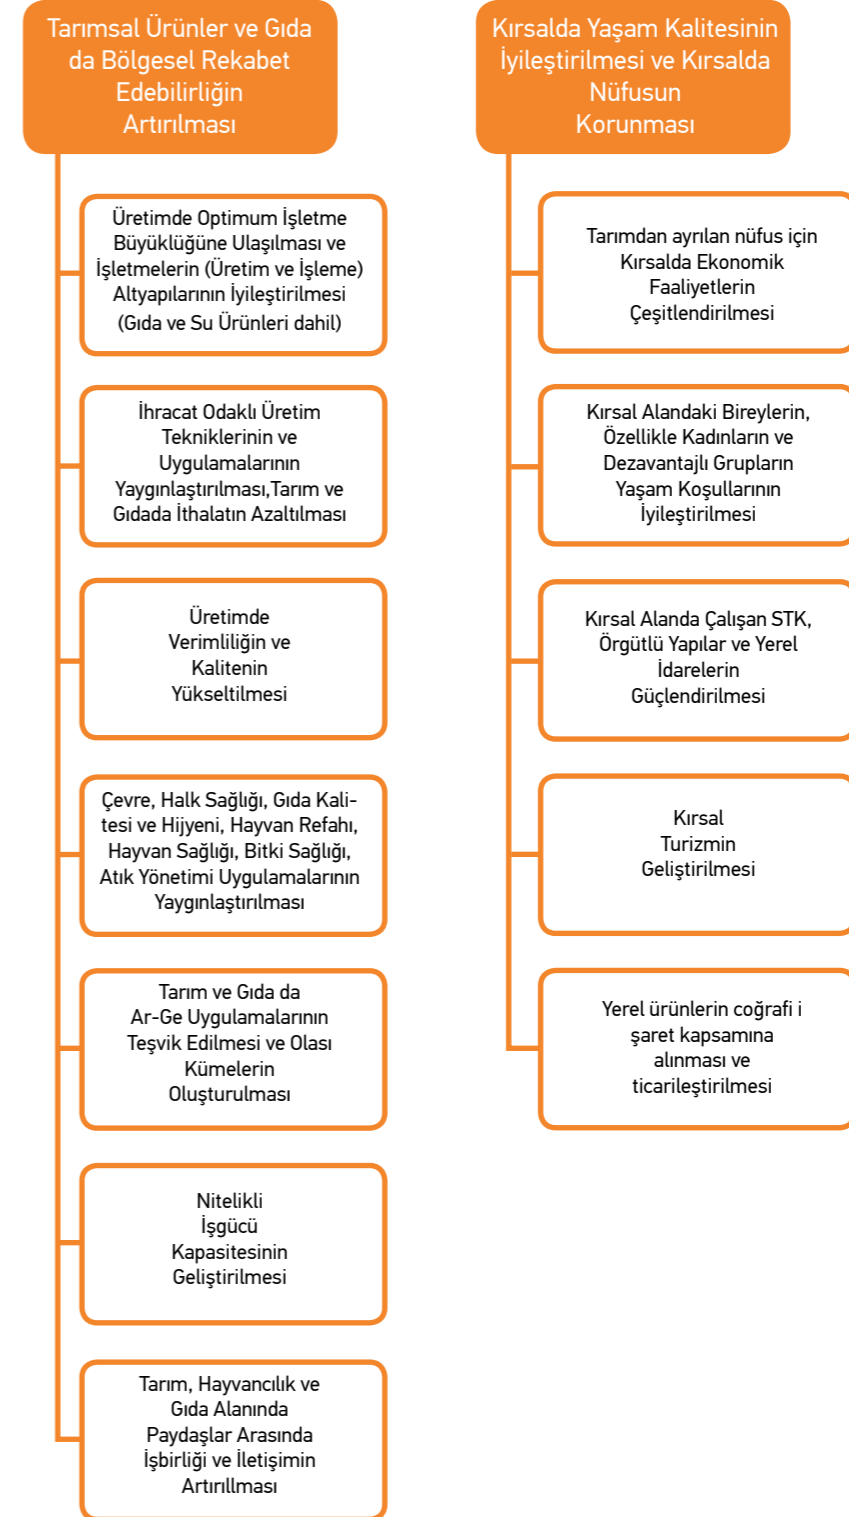 Tarımsal Ürünler ve Gıda
da Bölgesel Rekabet
Edebilirliğin
Artırılması
Üretimde Optimum İşletme
Büyüklüğüne Ulaşılması ve
İşletmelerin (Üretim ve İşleme)
Altyapılarının İyileştirilmesi
(Gıda ve Su Ürünleri dahil)
İhracat Odaklı Üretim
Tekniklerinin ve
Uygulamalarının
Yaygınlaştırılması,Tarım ve
Gıdada İthalatın Azaltılması
Üretimde
Verimliliğin ve
Kalitenin
Yükseltilmesi
Çevre, Halk Sağlığı, Gıda Kali-
tesi ve Hijyeni, Hayvan Refahı,
Hayvan Sağlığı, Bitki Sağlığı,
Atık Yönetimi Uygulamalarının
Yaygınlaştırılması
Tarım ve Gıda da
Ar-Ge Uygulamalarının
Teşvik Edilmesi ve Olası
Kümelerin
Oluşturulması
Nitelikli
İşgücü
Kapasitesinin
Geliştirilmesi
Tarım, Hayvancılık ve
Gıda Alanında
Paydaşlar Arasında
İşbirliği ve İletişimin
Artırıllması
Kırsalda Yaşam Kalitesinin
İyileştirilmesi ve Kırsalda
Nüfusun
Korunması
Tarımdan ayrılan nüfus için
Kırsalda Ekonomik
Faaliyetlerin
Çeşitlendirilmesi
Kırsal Alandaki Bireylerin,
Özellikle Kadınların ve
Dezavantajlı Grupların
Yaşam Koşullarının
İyileştirilmesi
Kırsal Alanda Çalışan STK,
Örgütlü Yapılar ve Yerel
İdarelerin
Güçlendirilmesi
Kırsal
Turizmin
Geliştirilmesi
Yerel ürünlerin coğrafi i
şaret kapsamına
alınması ve
ticarileştirilmesi